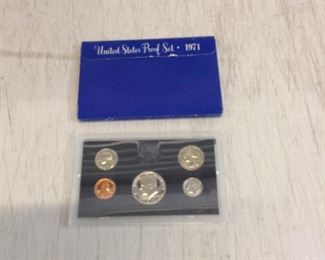 United States Proof Set · 1971